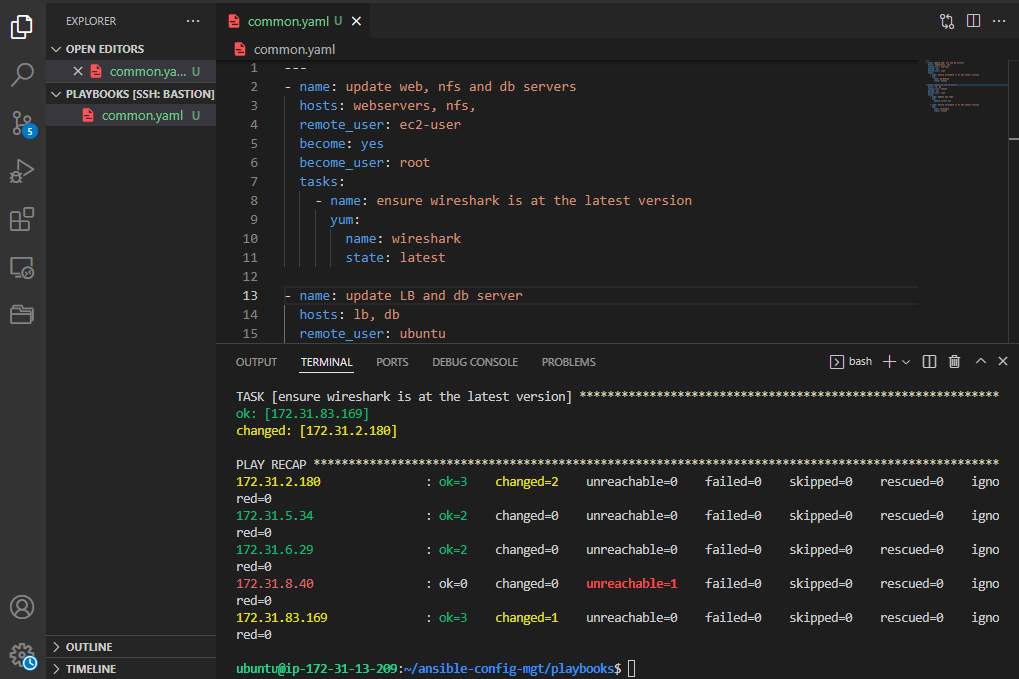 EXPLORER ···
OPEN EDITORS
common.ya... U
PLAYBOOKS [SSH: BASTION]
common.yaml U
5
OUTLINE
TIMELINE
common.yaml U
common.yaml
1 ---
2 - name: update web, nfs and db servers
3 hosts: webservers, nfs,
4 remote_user: ec2-user
5 become: yes
6 become_user: root
7 tasks:
8 - name: ensure wireshark is at the latest version
9 yum:
10 name: wireshark
11 state: latest
12
13 - name: update LB and db server
14 hosts: lb, db
15 remote_user: ubuntu
OUTPUT TERMINAL PORTS DEBUG CONSOLE PROBLEMS bash
TASK [ensure wireshark is at the latest version] ************************************************************
ok: [172.31.83.169]
changed: [172.31.2.180]
PLAY RECAP **************************************************************************************************
172.31.2.180 : ok=3 changed=2 unreachable=0 failed=0 skipped=0 rescued=0 igno
red=0
172.31.5.34 : ok=2 changed=0 unreachable=0 failed=0 skipped=0 rescued=0 igno
red=0
172.31.6.29 : ok=2 changed=0 unreachable=0 failed=0 skipped=0 rescued=0 igno
red=0
172.31.8.40 : ok=0 changed=0 unreachable=1 failed=0 skipped=0 rescued=0 igno
red=0
172.31.83.169 : ok=3 changed=1 unreachable=0 failed=0 skipped=0 rescued=0 igno
red=0
ubuntu@ip-172-31-13-209:~/ansible-config-mgt/playbooks$